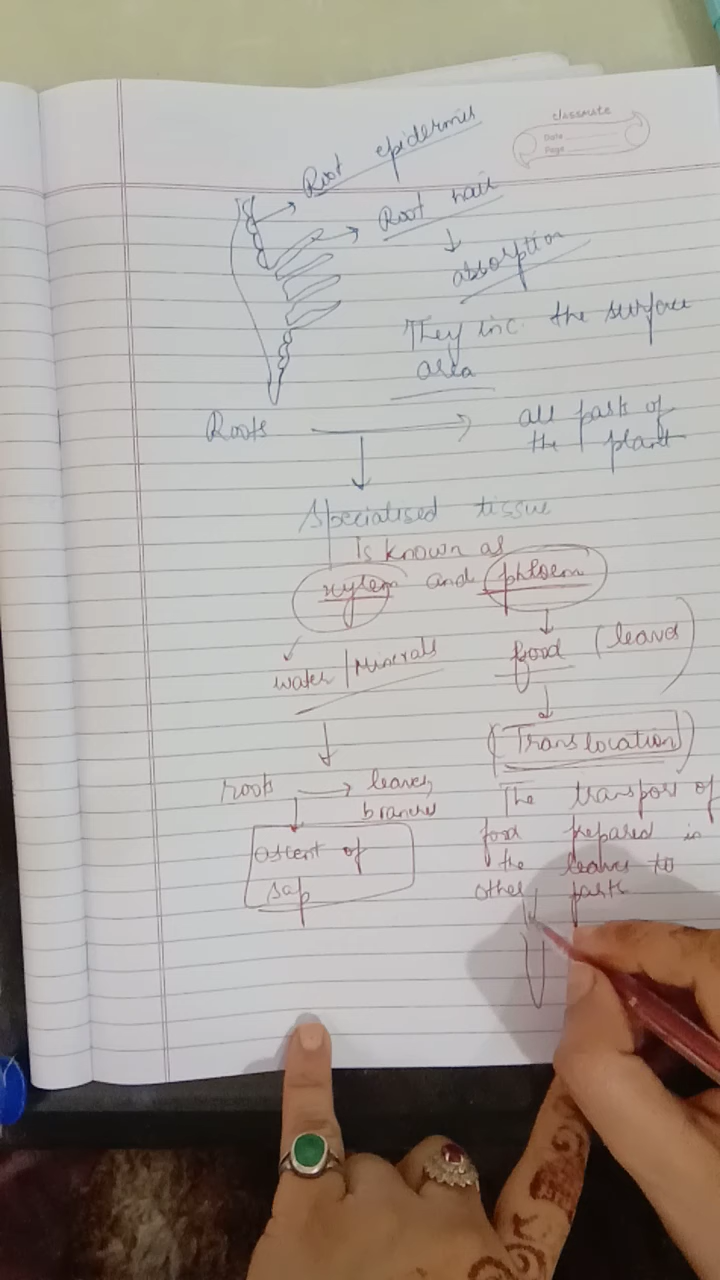 classmate
Date
Page
Root epidermis
Root hair
absorption
They inc. the surface
area
Roots → all parts of
the plant
Specialised tissue
is known as
xylem and phloem
water/Minerals
food (leaves)
Translocation
roots → leaves,
branches
ascent of
sap
The transport of
food prepared in
the leaves to
other parts